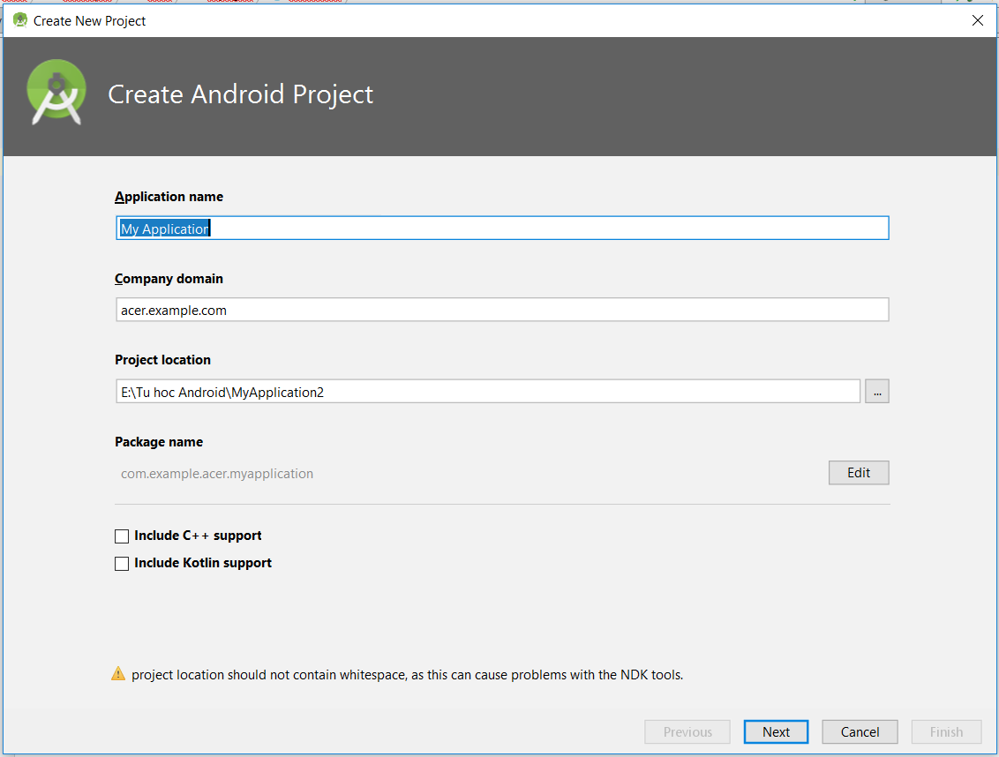 Create New Project
Create Android Project
Application name
My Application
Company domain
acer.example.com
Project location
E:\Tu hoc Android\MyApplication2
...
Package name
com.example.acer.myapplication
Edit
Include C++ support
Include Kotlin support
project location should not contain whitespace, as this can cause problems with the NDK tools.
Previous
Next
Cancel
Finish